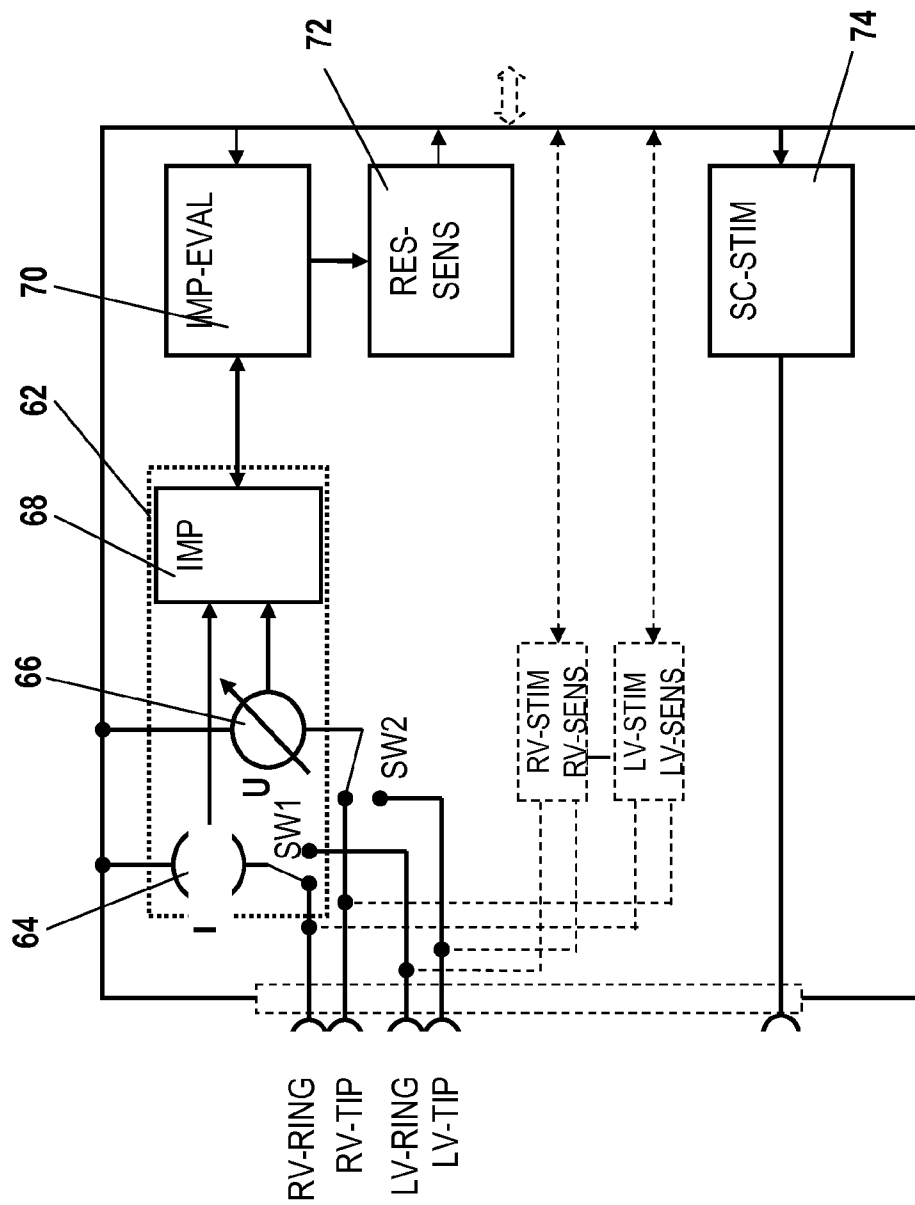 RV-RING
RV-TIP
LV-RING
LV-TIP
64
I
SW1
U
66
SW2
68
62
IMP
70
IMP-EVAL
72
RES-
SENS
RV-STIM
RV-SENS
LV-STIM
LV-SENS
SC-STIM
74